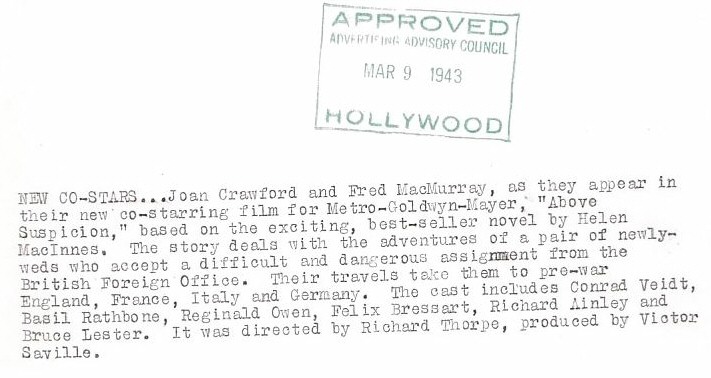 APPROVED
ADVERTISING ADVISORY COUNCIL
MAR 9 1943
HOLLYWOOD
NEW CO-STARS...Joan Crawford and Fred MacMurray, as they appear in
their new co-starring film for Metro-Goldwyn-Mayer, "Above
Suspicion," based on the exciting, best-seller novel by Helen
MacInnes. The story deals with the adventures of a pair of newly-
weds who accept a difficult and dangerous assignment from the
British Foreign Office. Their travels take them to pre-war
England, France, Italy and Germany. The cast includes Conrad Veidt,
Basil Rathbone, Reginald Owen, Felix Bressart, Richard Ainley and
Bruce Lester. It was directed by Richard Thorpe, produced by Victor
Saville.